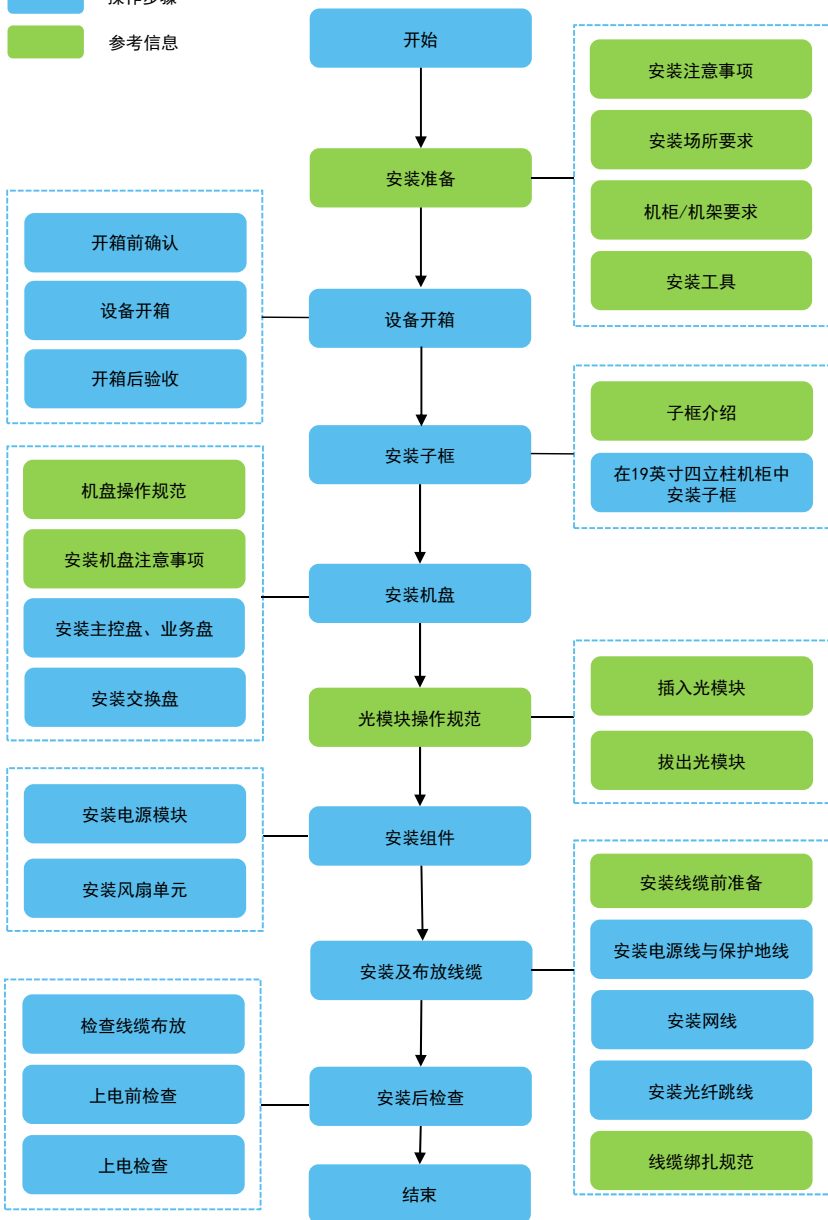 操作步骤
参考信息
开始
安装准备
安装注意事项
安装场所要求
机柜/机架要求
安装工具
设备开箱
开箱前确认
设备开箱
开箱后验收
安装子框
子框介绍
在19英寸四立柱机柜中
安装子框
安装机盘
机盘操作规范
安装机盘注意事项
安装主控盘、业务盘
安装交换盘
光模块操作规范
插入光模块
拔出光模块
安装组件
安装电源模块
安装风扇单元
安装及布放线缆
安装线缆前准备
安装电源线与保护地线
安装网线
安装光纤跳线
线缆绑扎规范
安装后检查
检查线缆布放
上电前检查
上电检查
结束